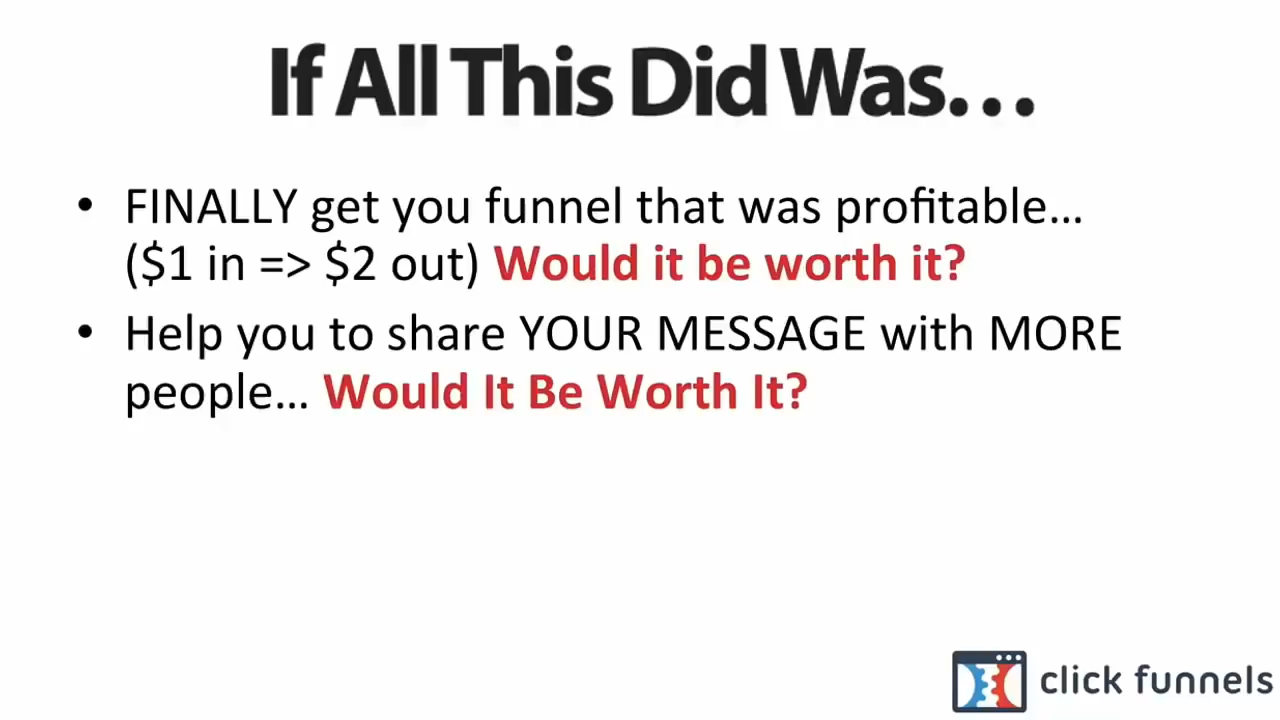 If All This Did Was...
• FINALLY get you funnel that was profitable...
($1 in => $2 out) Would it be worth it?
• Help you to share YOUR MESSAGE with MORE
people... Would It Be Worth It?
click funnels